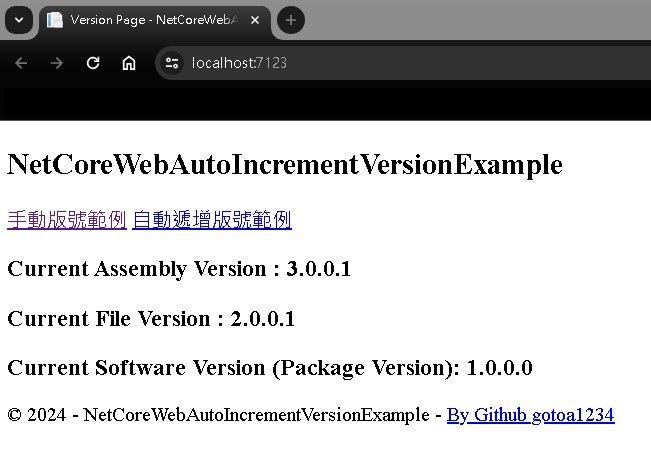 Version Page - NetCoreWebA
localhost:7123
NetCoreWebAutoIncrementVersionExample
手動版號範例 自動遞增版號範例
Current Assembly Version : 3.0.0.1
Current File Version : 2.0.0.1
Current Software Version (Package Version): 1.0.0.0
© 2024 - NetCoreWebAutoIncrementVersionExample - By Github gotoa1234